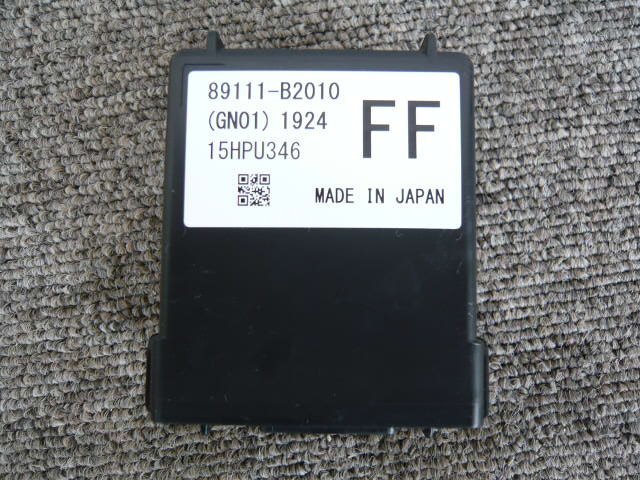 89111-B2010
(GN01) 1924
15HPU346
FF
MADE IN JAPAN